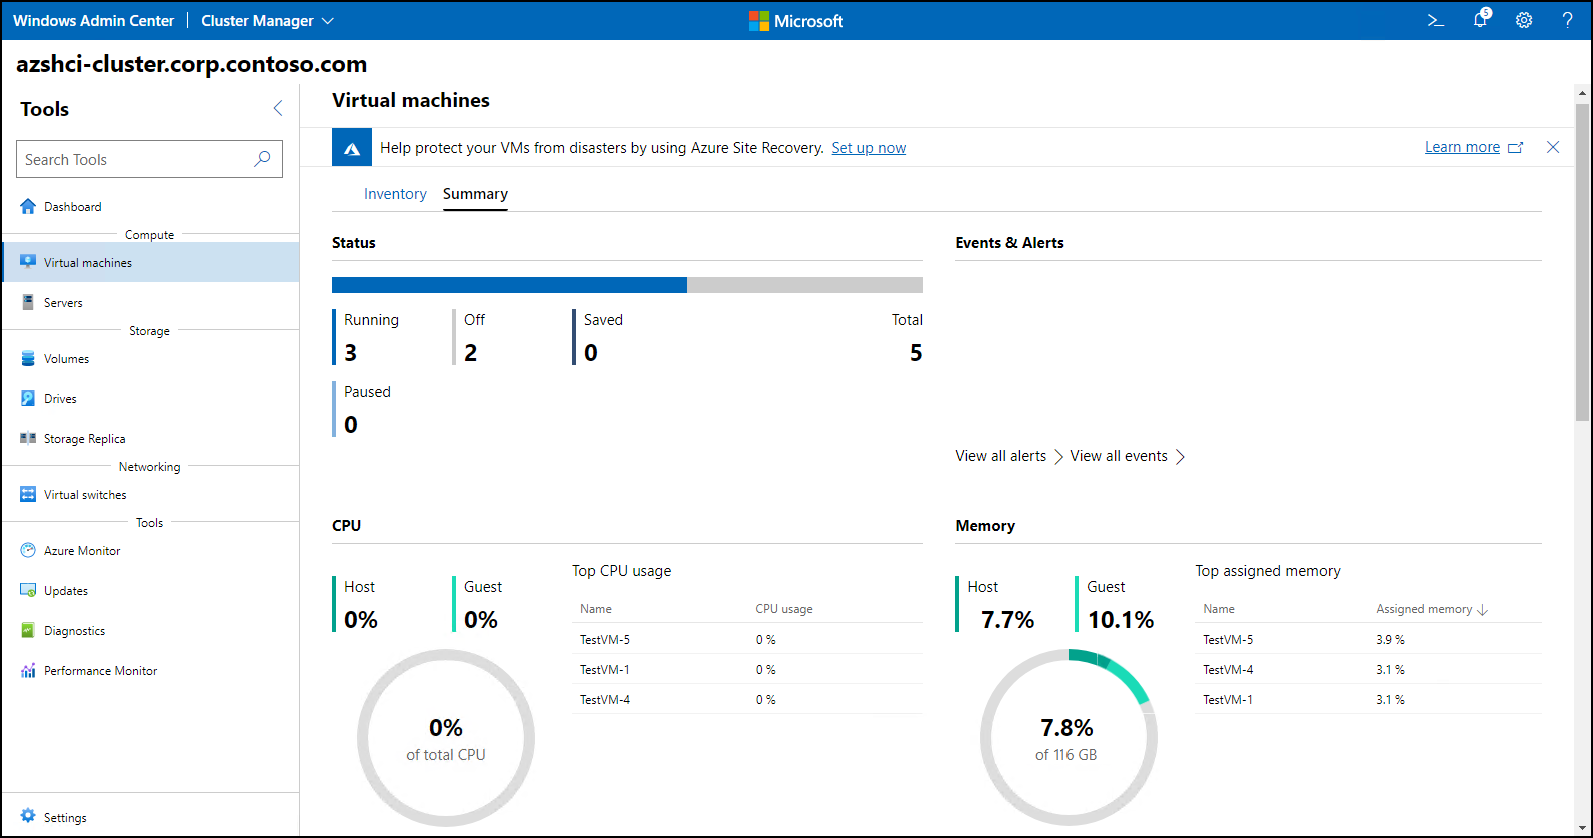 Windows Admin Center | Cluster Manager
Microsoft
5
azshci-cluster.corp.contoso.com
Tools
Search Tools
Dashboard
Compute
Virtual machines
Servers
Storage
Volumes
Drives
Storage Replica
Networking
Virtual switches
Tools
Azure Monitor
Updates
Diagnostics
Performance Monitor
Settings
Virtual machines
Help protect your VMs from disasters by using Azure Site Recovery. Set up now
Learn more
Inventory Summary
Status
Running Off Saved Total
3 2 0 5
Paused
0
Events & Alerts
View all alerts View all events
CPU
Host Guest
0% 0%
0%
of total CPU
Top CPU usage
Name CPU usage
TestVM-5 0 %
TestVM-1 0 %
TestVM-4 0 %
Memory
Host Guest
7.7% 10.1%
7.8%
of 116 GB
Top assigned memory
Name Assigned memory
TestVM-5 3.9 %
TestVM-4 3.1 %
TestVM-1 3.1 %